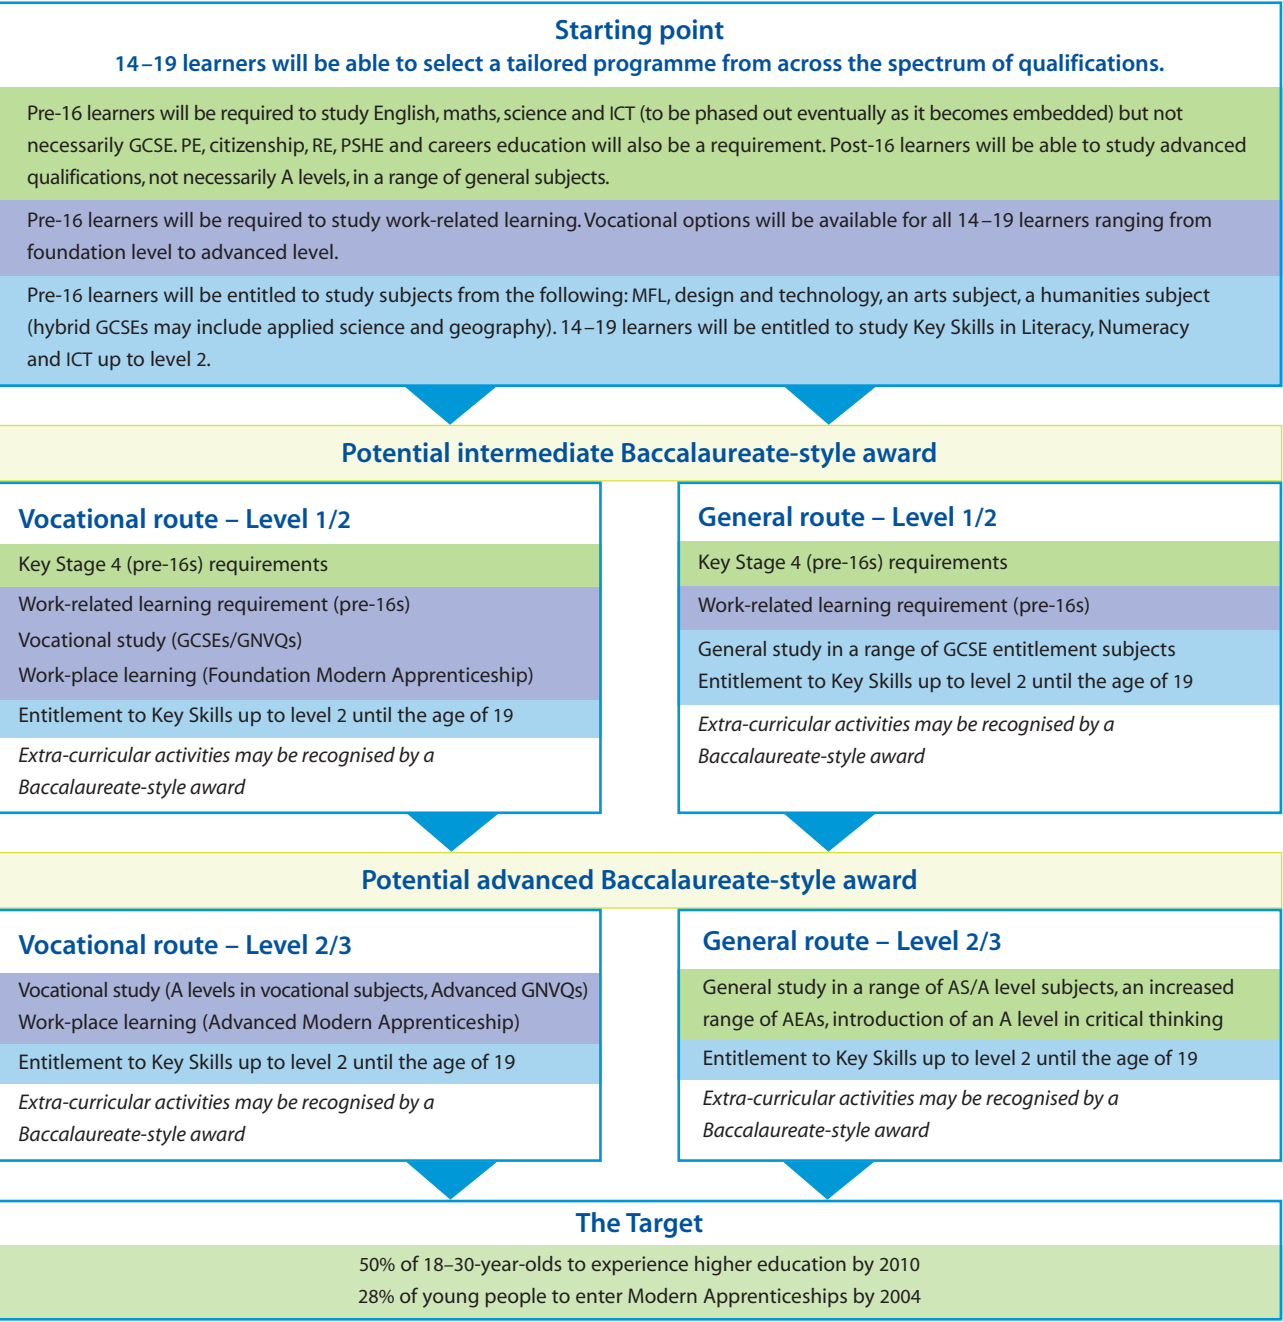 Starting point
14–19 learners will be able to select a tailored programme from across the spectrum of qualifications.
Pre-16 learners will be required to study English, maths, science and ICT (to be phased out eventually as it becomes embedded) but not
necessarily GCSE. PE, citizenship, RE, PSHE and careers education will also be a requirement. Post-16 learners will be able to study advanced
qualifications, not necessarily A levels, in a range of general subjects.
Pre-16 learners will be required to study work-related learning. Vocational options will be available for all 14–19 learners ranging from
foundation level to advanced level.
Pre-16 learners will be entitled to study subjects from the following: MFL, design and technology, an arts subject, a humanities subject
(hybrid GCSEs may include applied science and geography). 14–19 learners will be entitled to study Key Skills in Literacy, Numeracy
and ICT up to level 2.
Potential intermediate Baccalaureate-style award
Vocational route – Level 1/2
Key Stage 4 (pre-16s) requirements
Work-related learning requirement (pre-16s)
Vocational study (GCSEs/GNVQs)
Work-place learning (Foundation Modern Apprenticeship)
Entitlement to Key Skills up to level 2 until the age of 19
Extra-curricular activities may be recognised by a
Baccalaureate-style award
General route – Level 1/2
Key Stage 4 (pre-16s) requirements
Work-related learning requirement (pre-16s)
General study in a range of GCSE entitlement subjects
Entitlement to Key Skills up to level 2 until the age of 19
Extra-curricular activities may be recognised by a
Baccalaureate-style award
Potential advanced Baccalaureate-style award
Vocational route – Level 2/3
Vocational study (A levels in vocational subjects, Advanced GNVQs)
Work-place learning (Advanced Modern Apprenticeship)
Entitlement to Key Skills up to level 2 until the age of 19
Extra-curricular activities may be recognised by a
Baccalaureate-style award
General route – Level 2/3
General study in a range of AS/A level subjects, an increased
range of AEAs, introduction of an A level in critical thinking
Entitlement to Key Skills up to level 2 until the age of 19
Extra-curricular activities may be recognised by a
Baccalaureate-style award
The Target
50% of 18–30-year-olds to experience higher education by 2010
28% of young people to enter Modern Apprenticeships by 2004